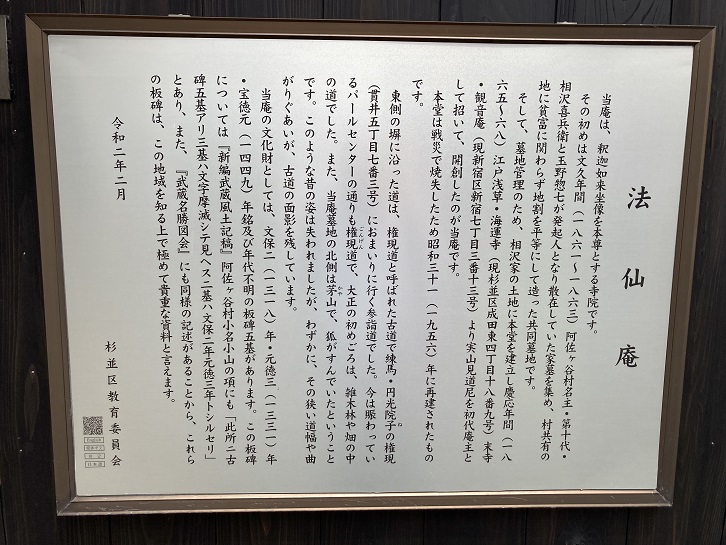 法仙庵
当庵は、釈迦如来坐像を本尊とする寺院です。
その初めは文久年間（一八六一～一八六三）阿佐ヶ谷村名主・第十代・
相沢喜兵衛と玉野惣七が発起人となり散在していた家墓を集め、村共有の
地に貧富に関わらず地割を平等にして造った共同墓地です。
そして、墓地管理のため、相沢家の土地に本堂を建立し慶応年間（一八
六五～六八）江戸浅草・海運寺（現杉並区成田東四丁目十八番九号）末寺
・観音庵（現新宿区新宿七丁目三番十三号）より実山見道尼を初代庵主と
して招いて、開創したのが当庵です。
本堂は戦災で焼失したため昭和三十一（一九五六）年に再建されたもの
です。
東側の塀に沿った道は、権現道と呼ばれた古道で練馬・円光院子の権現
（貫井五丁目七番三号）におまいりに行く参詣道でした。今は賑わってい
るパールセンターの通りも権現道で、大正の初めごろは、雑木林や畑の中
の道でした。また、当庵墓地の北側は茅山で、狐がすんでいたということ
です。このような昔の姿は失われましたが、わずかに、その狭い道幅や曲
がりぐあいが、古道の面影を残しています。
当庵の文化財としては、文保二（一三一八）年・元徳三（一三三一）年
・宝徳元（一四四九）年銘及び年代不明の板碑五基があります。この板碑
については『新編武蔵風土記稿』阿佐ヶ谷村小名小山の項にも「此所ニ古
碑五基アリ三基ハ文字摩滅シテ見ヘス二基ハ文保二年元徳三年トシルセリ」
とあり、また、『武蔵名勝図会』にも同様の記述があることから、これら
の板碑は、この地域を知る上で極めて貴重な資料と言えます。
令和二年二月
杉並区教育委員会
English
日本語